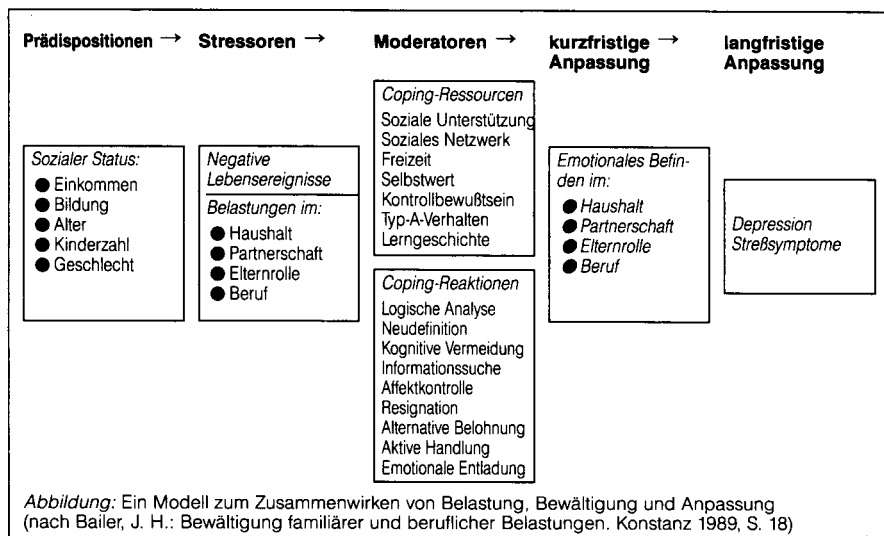 Prädispositionen → Stressoren → Moderatoren → kurzfristige → langfristige
Anpassung Anpassung
Sozialer Status:
● Einkommen
● Bildung
● Alter
● Kinderzahl
● Geschlecht
Negative
Lebensereignisse
Belastungen im:
● Haushalt
● Partnerschaft
● Elternrolle
● Beruf
Coping-Ressourcen
Soziale Unterstützung
Soziales Netzwerk
Freizeit
Selbstwert
Kontrollbewußtsein
Typ-A-Verhalten
Lerngeschichte
Coping-Reaktionen
Logische Analyse
Neudefinition
Kognitive Vermeidung
Informationssuche
Affektkontrolle
Resignation
Alternative Belohnung
Aktive Handlung
Emotionale Entladung
Emotionales Befin-
den im:
● Haushalt
● Partnerschaft
● Elternrolle
● Beruf
Depression
Streßsymptome
Abbildung: Ein Modell zum Zusammenwirken von Belastung, Bewältigung und Anpassung
(nach Bailer, J. H.: Bewältigung familiärer und beruflicher Belastungen. Konstanz 1989, S. 18)